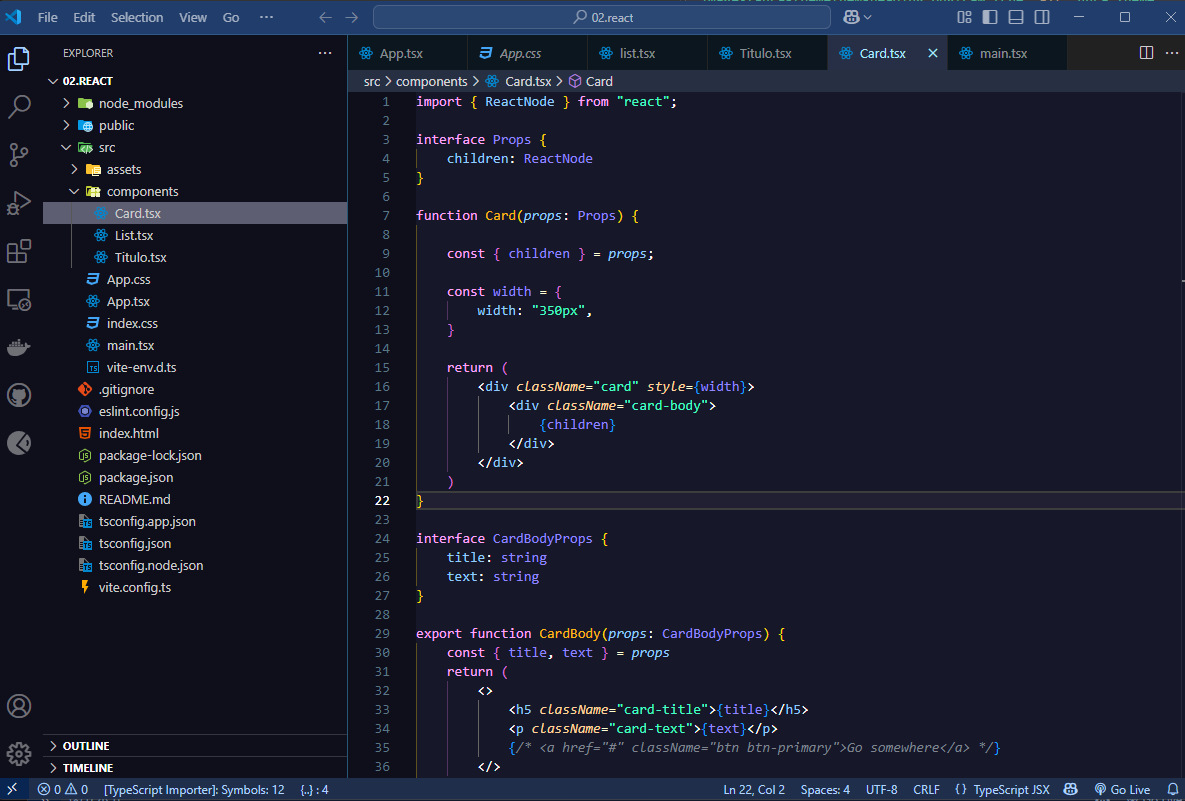 File Edit Selection View Go ··· 02.react
EXPLORER ···
02.REACT
node_modules
public
src
assets
components
Card.tsx
List.tsx
Titulo.tsx
App.css
App.tsx
index.css
main.tsx
vite-env.d.ts
.gitignore
eslint.config.js
index.html
package-lock.json
package.json
README.md
tsconfig.app.json
tsconfig.json
tsconfig.node.json
vite.config.ts
OUTLINE
TIMELINE
App.tsx App.css list.tsx Titulo.tsx Card.tsx main.tsx ···
src > components > Card.tsx > Card
1 import { ReactNode } from "react";
2
3 interface Props {
4     children: ReactNode
5 }
6
7 function Card(props: Props) {
8
9     const { children } = props;
10
11     const width = {
12         width: "350px",
13     }
14
15     return (
16         <div className="card" style={width}>
17             <div className="card-body">
18                 {children}
19             </div>
20         </div>
21     )
22 }
23
24 interface CardBodyProps {
25     title: string
26     text: string
27 }
28
29 export function CardBody(props: CardBodyProps) {
30     const { title, text } = props
31     return (
32         <>
33             <h5 className="card-title">{title}</h5>
34             <p className="card-text">{text}</p>
35             {/* <a href="#" className="btn btn-primary">Go somewhere</a> */}
36         </>
0 0 [TypeScript Importer]: Symbols: 12 {..} : 4 Ln 22, Col 2 Spaces: 4 UTF-8 CRLF {} TypeScript JSX Go Live